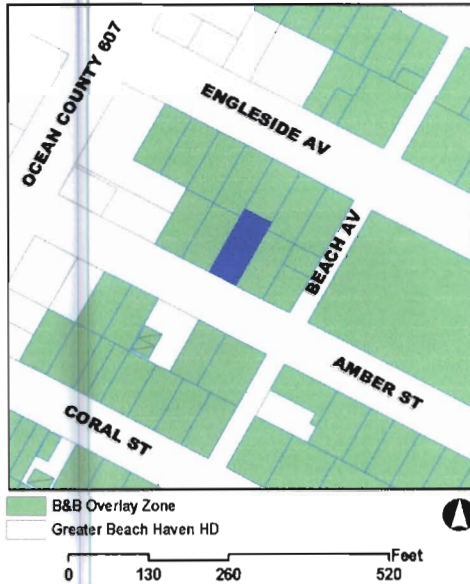 OCEAN COUNTY 607
ENGLESIDE AV
BEACH AV
AMBER ST
CORAL ST
B&B Overlay Zone
Greater Beach Haven HD
Feet
0 130 260 520